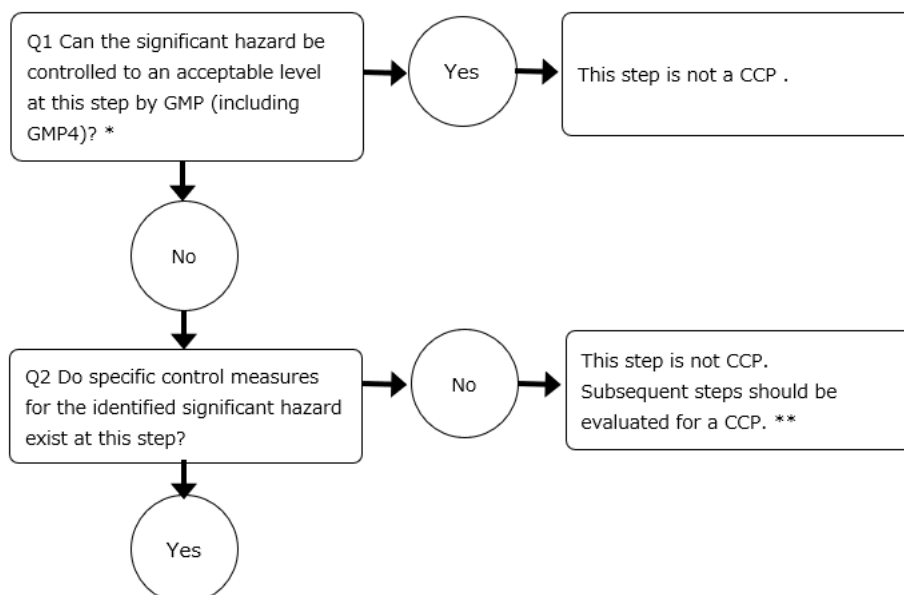 Q1 Can the significant hazard be
controlled to an acceptable level
at this step by GMP (including
GMP4)? *
Yes
This step is not a CCP .
No
Q2 Do specific control measures
for the identified significant hazard
exist at this step?
No
This step is not CCP.
Subsequent steps should be
evaluated for a CCP. **
Yes